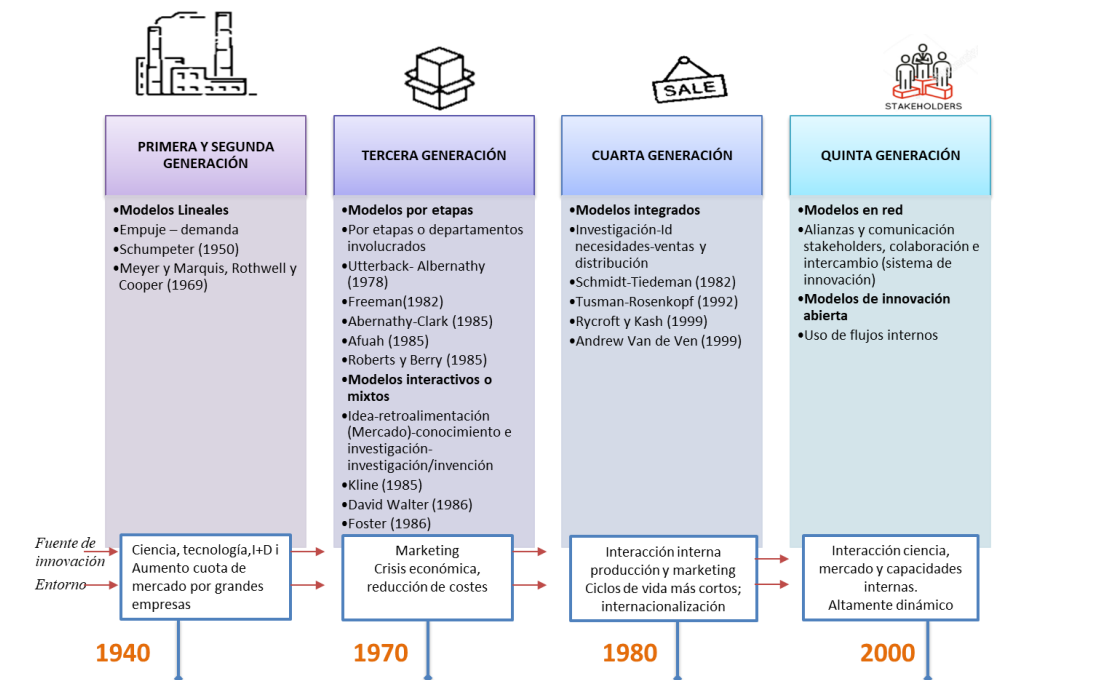 SALE
STAKEHOLDERS
PRIMERA Y SEGUNDA
GENERACIÓN
•Modelos Lineales
•Empuje – demanda
•Schumpeter (1950)
•Meyer y Marquis, Rothwell y
Cooper (1969)
TERCERA GENERACIÓN
•Modelos por etapas
•Por etapas o departamentos
involucrados
•Utterback- Albernathy
(1978)
•Freeman(1982)
•Abernathy-Clark (1985)
•Afuah (1985)
•Roberts y Berry (1985)
•Modelos interactivos o
mixtos
•Idea-retroalimentación
(Mercado)-conocimiento e
investigación-
investigación/invención
•Kline (1985)
•David Walter (1986)
•Foster (1986)
CUARTA GENERACIÓN
•Modelos integrados
•Investigación-Id
necesidades-ventas y
distribución
•Schmidt-Tiedeman (1982)
•Tusman-Rosenkopf (1992)
•Rycroft y Kash (1999)
•Andrew Van de Ven (1999)
QUINTA GENERACIÓN
•Modelos en red
•Alianzas y comunicación
stakeholders, colaboración e
intercambio (sistema de
innovación)
•Modelos de innovación
abierta
•Uso de flujos internos
Fuente de
innovación
Entorno
Ciencia, tecnología,I+D i
Aumento cuota de
mercado por grandes
empresas
Marketing
Crisis económica,
reducción de costes
Interacción interna
producción y marketing
Ciclos de vida más cortos;
internacionalización
Interacción ciencia,
mercado y capacidades
internas.
Altamente dinámico
1940
1970
1980
2000